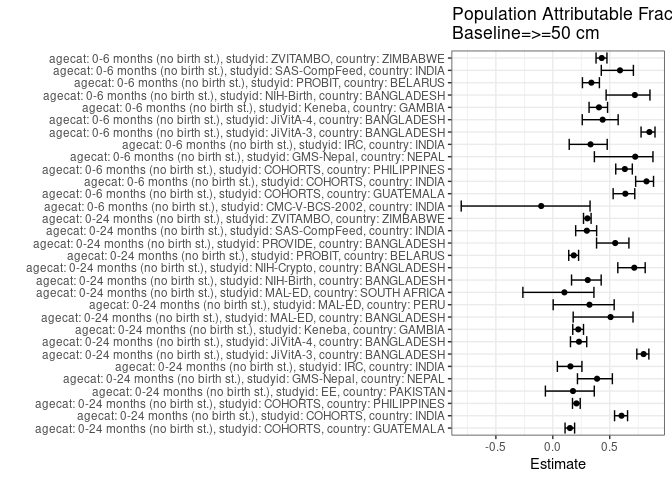 Population Attributable Frac
Baseline=>=50 cm
agecat: 0-6 months (no birth st.), studyid: ZVITAMBO, country: ZIMBABWE
agecat: 0-6 months (no birth st.), studyid: SAS-CompFeed, country: INDIA
agecat: 0-6 months (no birth st.), studyid: PROBIT, country: BELARUS
agecat: 0-6 months (no birth st.), studyid: NIH-Birth, country: BANGLADESH
agecat: 0-6 months (no birth st.), studyid: Keneba, country: GAMBIA
agecat: 0-6 months (no birth st.), studyid: JiVitA-4, country: BANGLADESH
agecat: 0-6 months (no birth st.), studyid: JiVitA-3, country: BANGLADESH
agecat: 0-6 months (no birth st.), studyid: IRC, country: INDIA
agecat: 0-6 months (no birth st.), studyid: GMS-Nepal, country: NEPAL
agecat: 0-6 months (no birth st.), studyid: COHORTS, country: PHILIPPINES
agecat: 0-6 months (no birth st.), studyid: COHORTS, country: INDIA
agecat: 0-6 months (no birth st.), studyid: COHORTS, country: GUATEMALA
agecat: 0-6 months (no birth st.), studyid: CMC-V-BCS-2002, country: INDIA
agecat: 0-24 months (no birth st.), studyid: ZVITAMBO, country: ZIMBABWE
agecat: 0-24 months (no birth st.), studyid: SAS-CompFeed, country: INDIA
agecat: 0-24 months (no birth st.), studyid: PROVIDE, country: BANGLADESH
agecat: 0-24 months (no birth st.), studyid: PROBIT, country: BELARUS
agecat: 0-24 months (no birth st.), studyid: NIH-Crypto, country: BANGLADESH
agecat: 0-24 months (no birth st.), studyid: NIH-Birth, country: BANGLADESH
agecat: 0-24 months (no birth st.), studyid: MAL-ED, country: SOUTH AFRICA
agecat: 0-24 months (no birth st.), studyid: MAL-ED, country: PERU
agecat: 0-24 months (no birth st.), studyid: MAL-ED, country: BANGLADESH
agecat: 0-24 months (no birth st.), studyid: Keneba, country: GAMBIA
agecat: 0-24 months (no birth st.), studyid: JiVitA-4, country: BANGLADESH
agecat: 0-24 months (no birth st.), studyid: JiVitA-3, country: BANGLADESH
agecat: 0-24 months (no birth st.), studyid: IRC, country: INDIA
agecat: 0-24 months (no birth st.), studyid: GMS-Nepal, country: NEPAL
agecat: 0-24 months (no birth st.), studyid: EE, country: PAKISTAN
agecat: 0-24 months (no birth st.), studyid: COHORTS, country: PHILIPPINES
agecat: 0-24 months (no birth st.), studyid: COHORTS, country: INDIA
agecat: 0-24 months (no birth st.), studyid: COHORTS, country: GUATEMALA
-0.5 0.0 0.5
Estimate